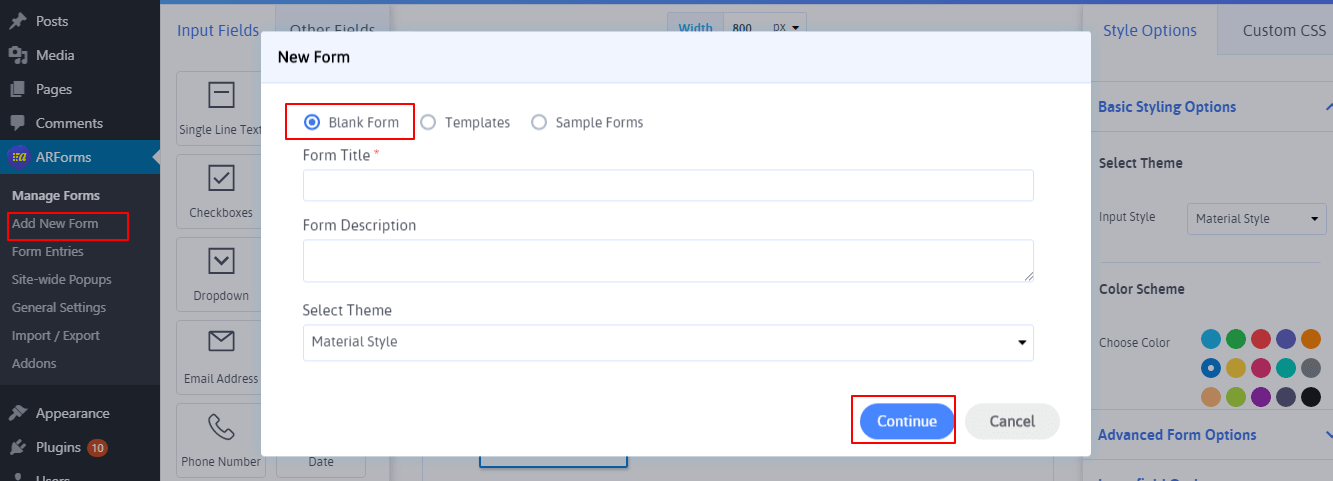 Posts
Media
Pages
Comments
ARForms
Manage Forms
Add New Form
Form Entries
Site-wide Popups
General Settings
Import / Export
Addons
Appearance
Plugins 10
Users
Input Fields
Other Fields
Single Line Text
Checkboxes
Dropdown
Email Address
Phone Number
Date
Width 800 px
New Form
Blank Form Templates Sample Forms
Form Title *
Form Description
Select Theme
Material Style
Continue Cancel
Style Options Custom CSS
Basic Styling Options
Select Theme
Input Style Material Style
Color Scheme
Choose Color
Advanced Form Options